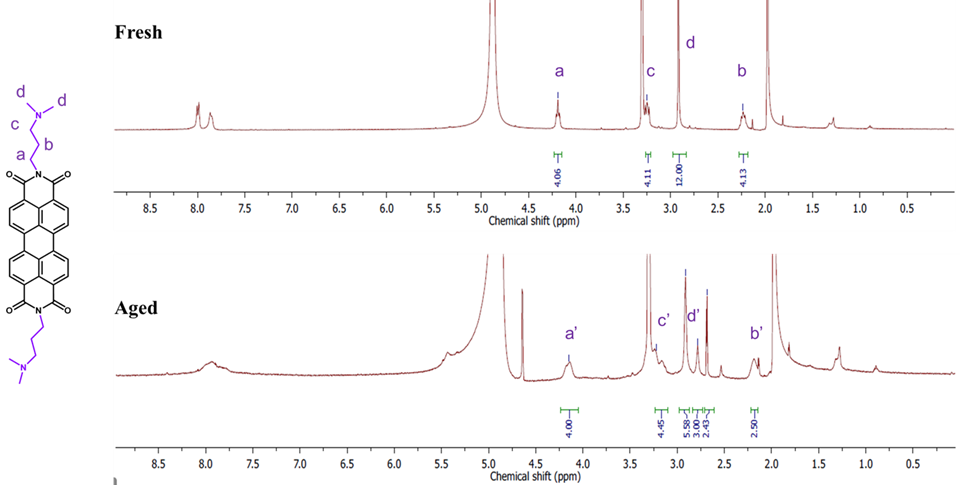 Fresh
a
c
d
b
4.06
4.11
12.00
4.13
8.5 8.0 7.5 7.0 6.5 6.0 5.5 5.0 4.5 4.0 3.5 3.0 2.5 2.0 1.5 1.0 0.5
Chemical shift (ppm)
d
N
d
c
b
a
O N O
O N O
N
Aged
a’
c’
d’
b’
4.00
4.45
5.58
3.00
2.43
2.50
8.5 8.0 7.5 7.0 6.5 6.0 5.5 5.0 4.5 4.0 3.5 3.0 2.5 2.0 1.5 1.0 0.5
Chemical shift (ppm)